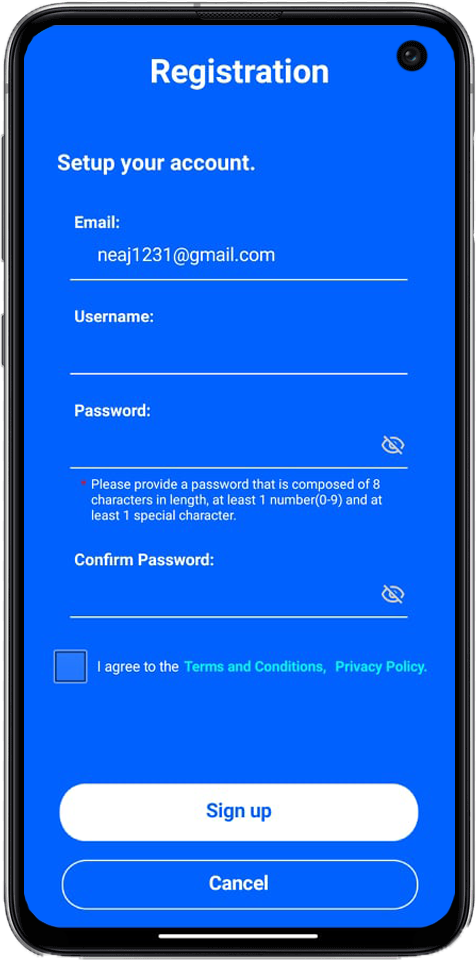 Registration
Setup your account.
Email:
neaj1231@gmail.com
Username:
Password:
* Please provide a password that is composed of 8
characters in length, at least 1 number(0-9) and at
least 1 special character.
Confirm Password:
I agree to the Terms and Conditions, Privacy Policy.
Sign up
Cancel